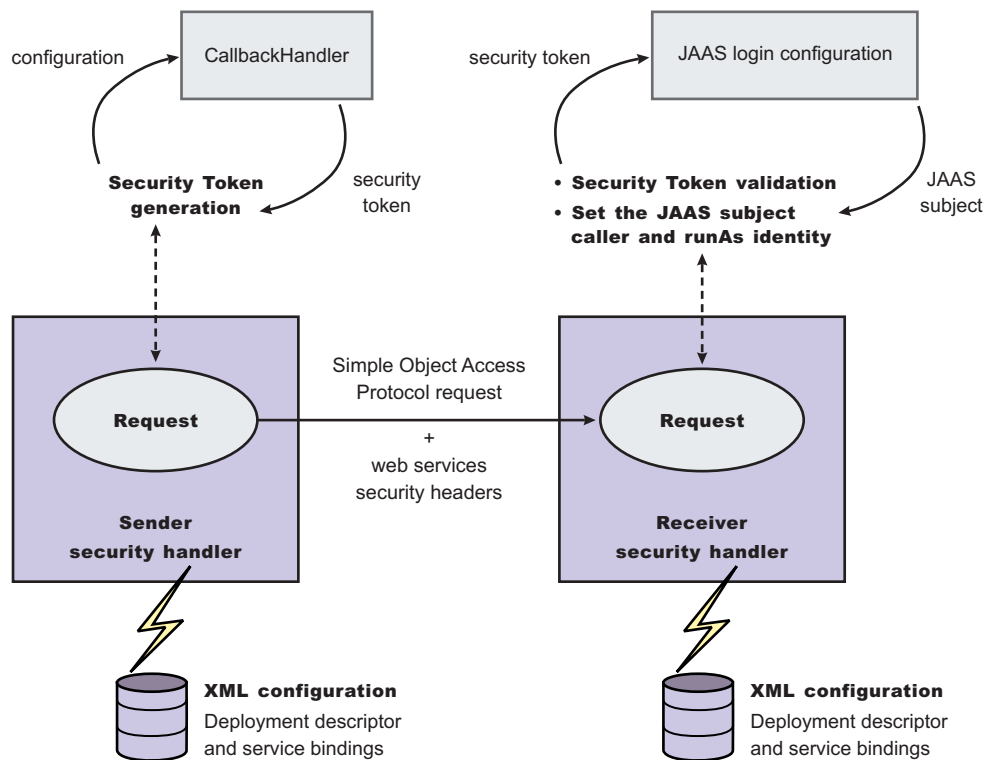 configuration
CallbackHandler
Security Token
generation
security
token
security token
JAAS login configuration
• Security Token validation
• Set the JAAS subject
caller and runAs identity
JAAS
subject
Request
Sender
security handler
Simple Object Access
Protocol request
+
web services
security headers
Request
Receiver
security handler
XML configuration
Deployment descriptor
and service bindings
XML configuration
Deployment descriptor
and service bindings